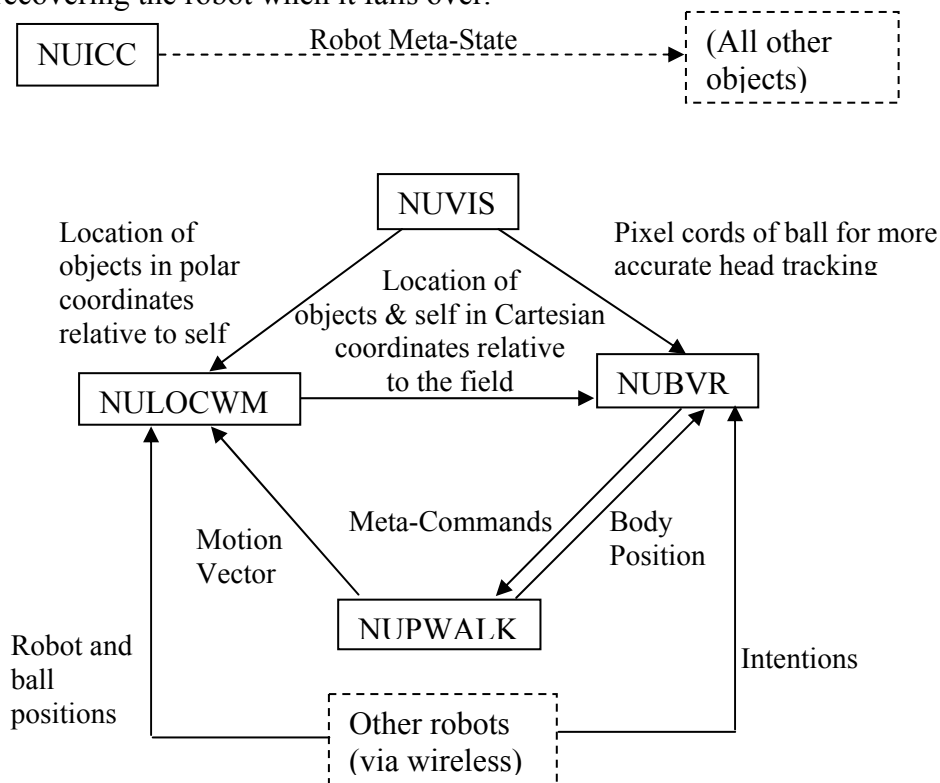 recovering the robot when it falls over.
NUICC
Robot Meta-State
(All other
objects)
NUVIS
Location of
objects in polar
coordinates
relative to self
Pixel cords of ball for more
accurate head tracking
Location of
objects & self in Cartesian
coordinates relative
to the field
NULOCWM
NUBVR
Motion
Vector
Meta-Commands
Body
Position
NUPWALK
Robot and
ball
positions
Intentions
Other robots
(via wireless)